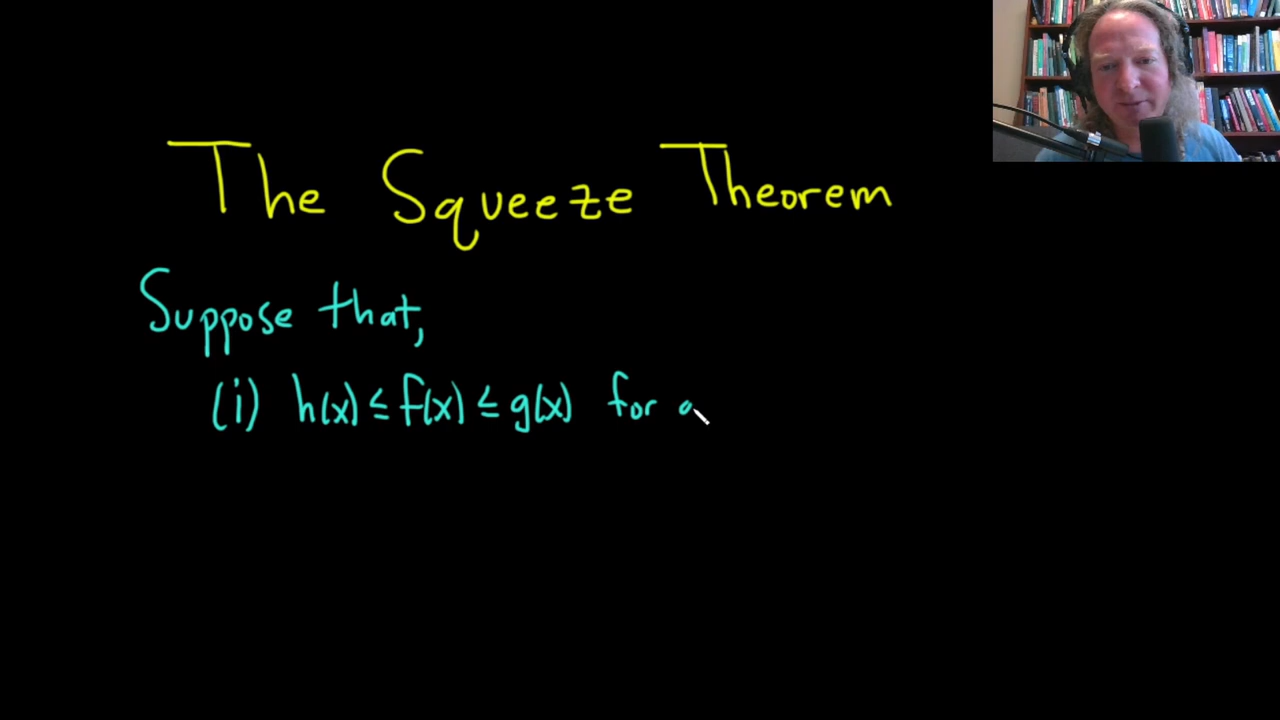 The Squeeze Theorem
Suppose that,
(i) h(x) ≤ f(x) ≤ g(x) for a